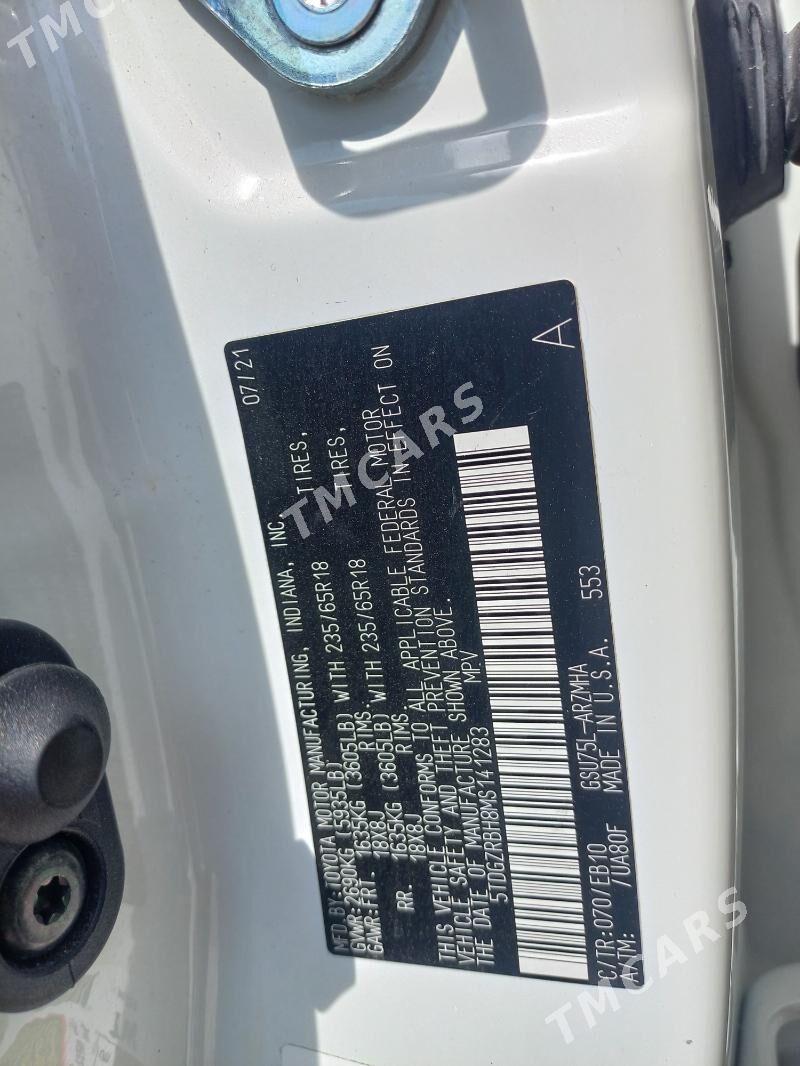 MFD BY:TOYOTA MOTOR MANUFACTURING, INDIANA, INC. 07/21
GVWR:2690KG (5935LB)
GAWR:FRT. 1635KG (3605LB) WITH 235/65R18 TIRES,
18X8J RIMS,
RR. 1635KG (3605LB) WITH 235/65R18 TIRES,
18X8J RIMS,
THIS VEHICLE CONFORMS TO ALL APPLICABLE FEDERAL MOTOR
VEHICLE SAFETY AND THEFT PREVENTION STANDARDS IN EFFECT ON
THE DATE OF MANUFACTURE SHOWN ABOVE.
5TDGZRBH8MS141283 MPV
C/TR:070/EB10 GSU75L-ARZMHA
A/TM: /UA80F MADE IN U.S.A. 553
A
TMCARS
TMCARS
TMCARS
TMCARS